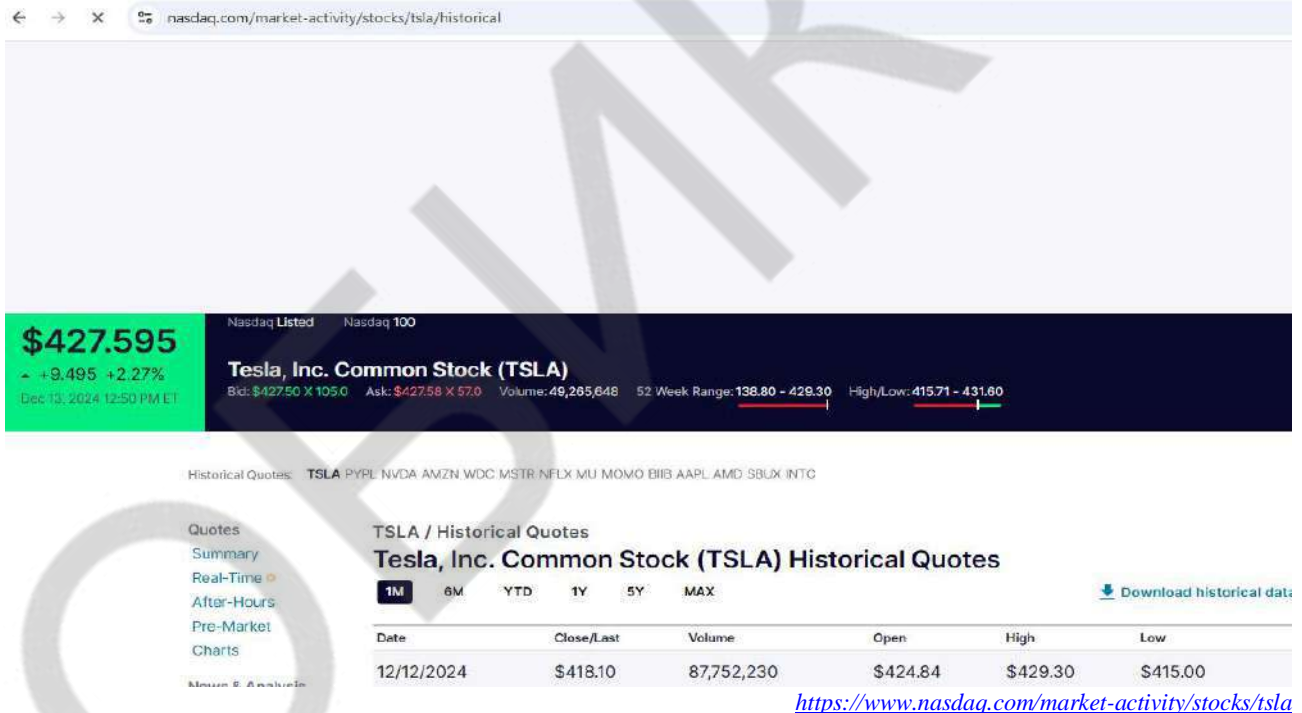 nasdaq.com/market-activity/stocks/tsla/historical
Nasdaq Listed Nasdaq 100
$427.595
+9.495 +2.27%
Dec 13, 2024 12:50 PM ET
Tesla, Inc. Common Stock (TSLA)
Bid: $427.50 X 105.0 Ask: $427.58 X 57.0 Volume: 49,265,648 52 Week Range: 138.80 - 429.30 High/Low: 415.71 - 431.60
Historical Quotes: TSLA PYPL NVDA AMZN WDC MSTR NFLX MU MOMO BIIB AAPL AMD SBUX INTC
Quotes
Summary
Real-Time
After-Hours
Pre-Market
Charts
News & Analysis
TSLA / Historical Quotes
Tesla, Inc. Common Stock (TSLA) Historical Quotes
1M 6M YTD 1Y 5Y MAX
Download historical data
Date Close/Last Volume Open High Low
12/12/2024 $418.10 87,752,230 $424.84 $429.30 $415.00
https://www.nasdaq.com/market-activity/stocks/tsla
ОБИК